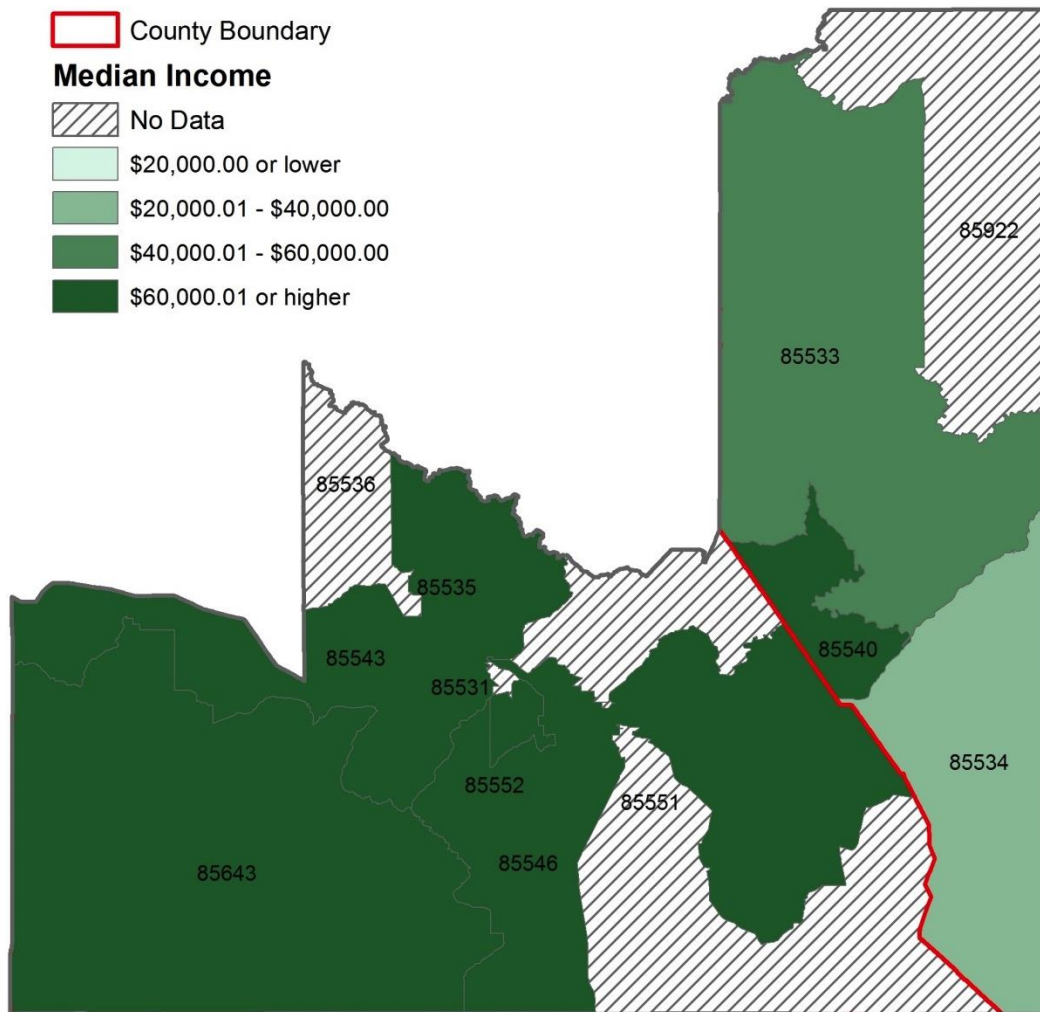 County Boundary
Median Income
No Data
$20,000.00 or lower
$20,000.01 - $40,000.00
$40,000.01 - $60,000.00
$60,000.01 or higher
85922
85533
85536
85535
85543
85540
85531
85534
85552
85551
85546
85643